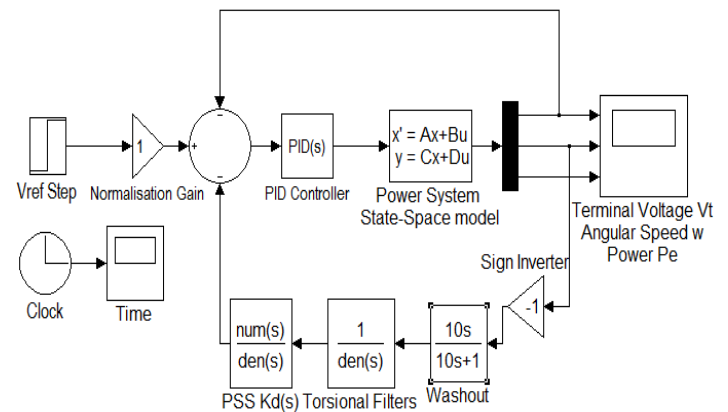 −
+
−
1
PID(s)
x' = Ax+Bu
y = Cx+Du
Vref Step
Normalisation Gain
PID Controller
Power System
State-Space model
Terminal Voltage Vt
Angular Speed w
Power Pe
Sign Inverter
-1
Clock
Time
num(s)
den(s)
1
den(s)
10s
10s+1
PSS Kd(s)
Torsional Filters
Washout